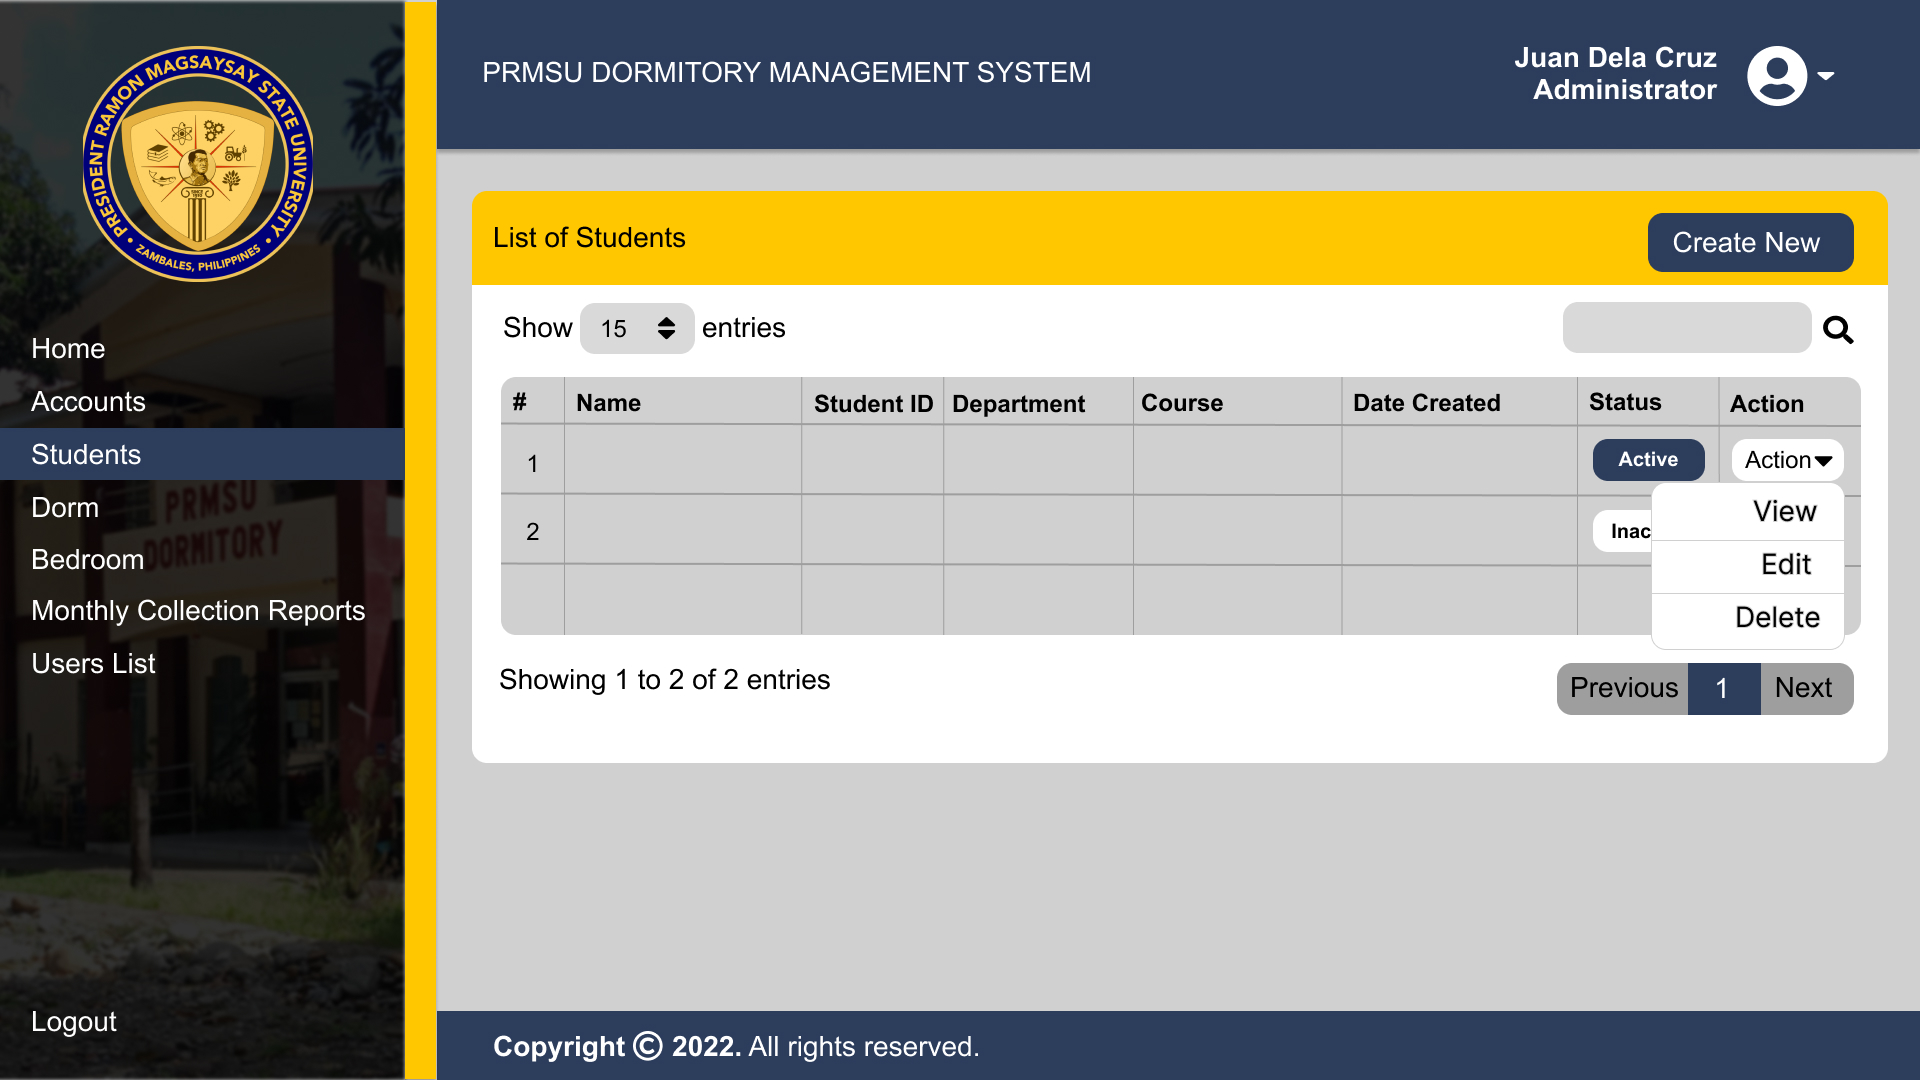 PRESIDENT RAMON MAGSAYSAY STATE UNIVERSITY
ZAMBALES, PHILIPPINES
PRMSU DORMITORY MANAGEMENT SYSTEM
Juan Dela Cruz
Administrator
Home
Accounts
Students
Dorm
Bedroom
Monthly Collection Reports
Users List
Logout
PRMSU
DORMITORY
List of Students
Create New
Show 15 entries
# Name Student ID Department Course Date Created Status Action
1 Active Action
2 Inac
View
Edit
Delete
Showing 1 to 2 of 2 entries
Previous 1 Next
Copyright © 2022. All rights reserved.